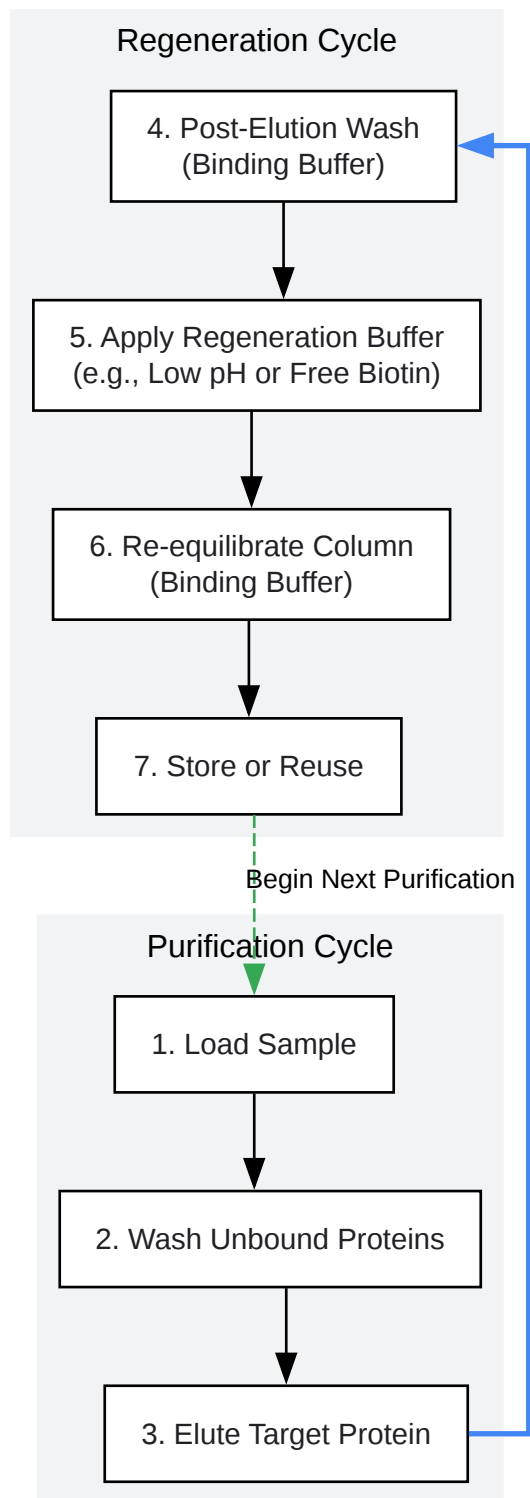 Regeneration Cycle
4. Post-Elution Wash
(Binding Buffer)
5. Apply Regeneration Buffer
(e.g., Low pH or Free Biotin)
6. Re-equilibrate Column
(Binding Buffer)
7. Store or Reuse
Begin Next Purification
Purification Cycle
1. Load Sample
2. Wash Unbound Proteins
3. Elute Target Protein